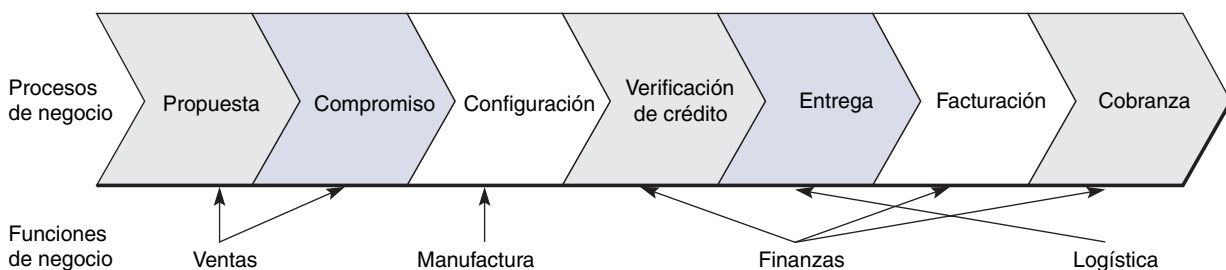 Procesos
de negocio
Propuesta
Compromiso
Configuración
Verificación
de crédito
Entrega
Facturación
Cobranza
Funciones
de negocio
Ventas
Manufactura
Finanzas
Logística